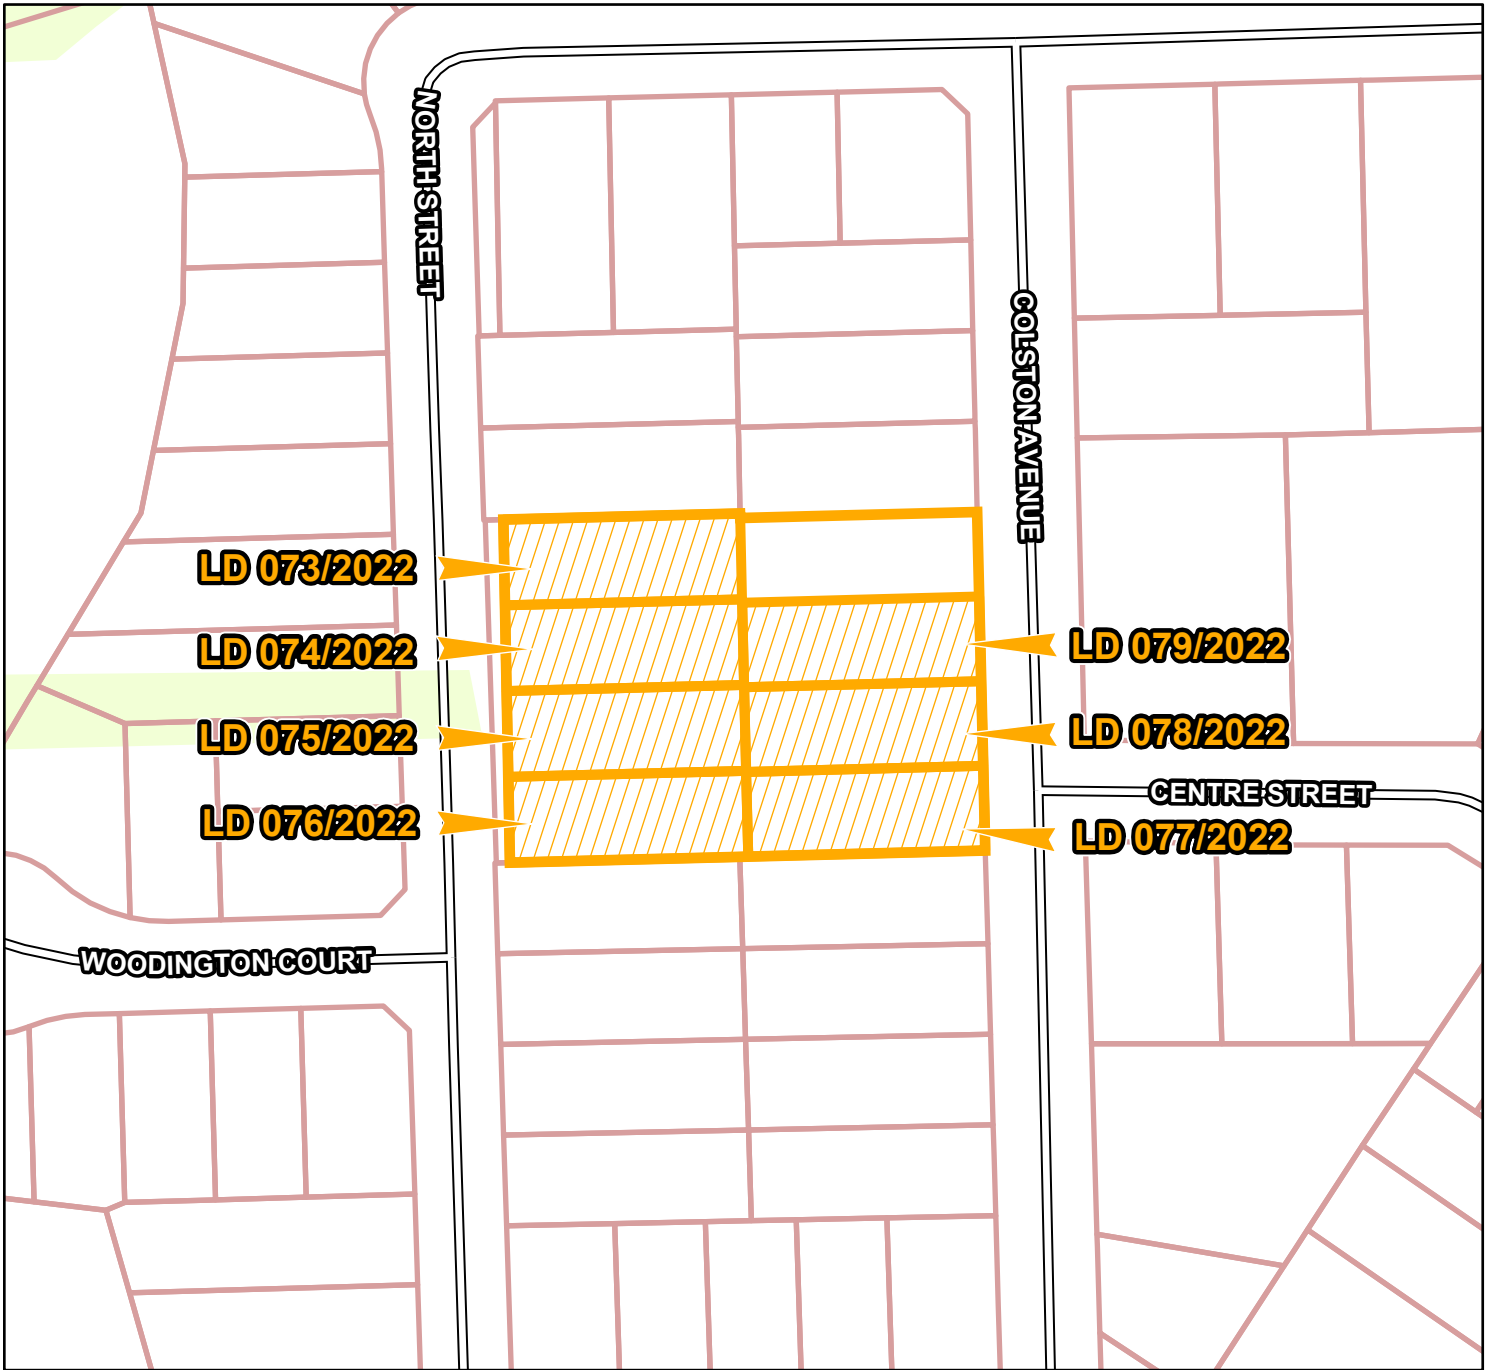 NORTH STREET
COLSTON AVENUE
LD 073/2022
LD 074/2022
LD 079/2022
LD 075/2022
LD 078/2022
CENTRE STREET
LD 076/2022
LD 077/2022
WOODINGTON COURT